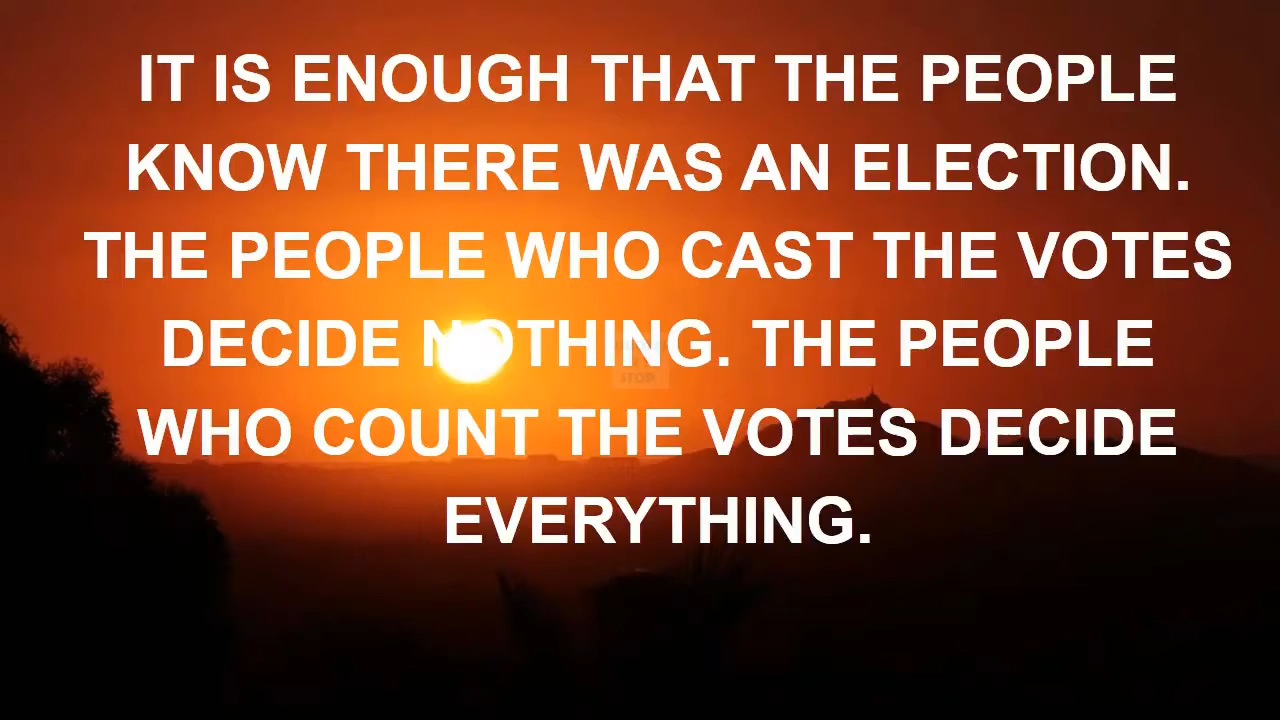 IT IS ENOUGH THAT THE PEOPLE
KNOW THERE WAS AN ELECTION.
THE PEOPLE WHO CAST THE VOTES
DECIDE NOTHING. THE PEOPLE
STOP
WHO COUNT THE VOTES DECIDE
EVERYTHING.